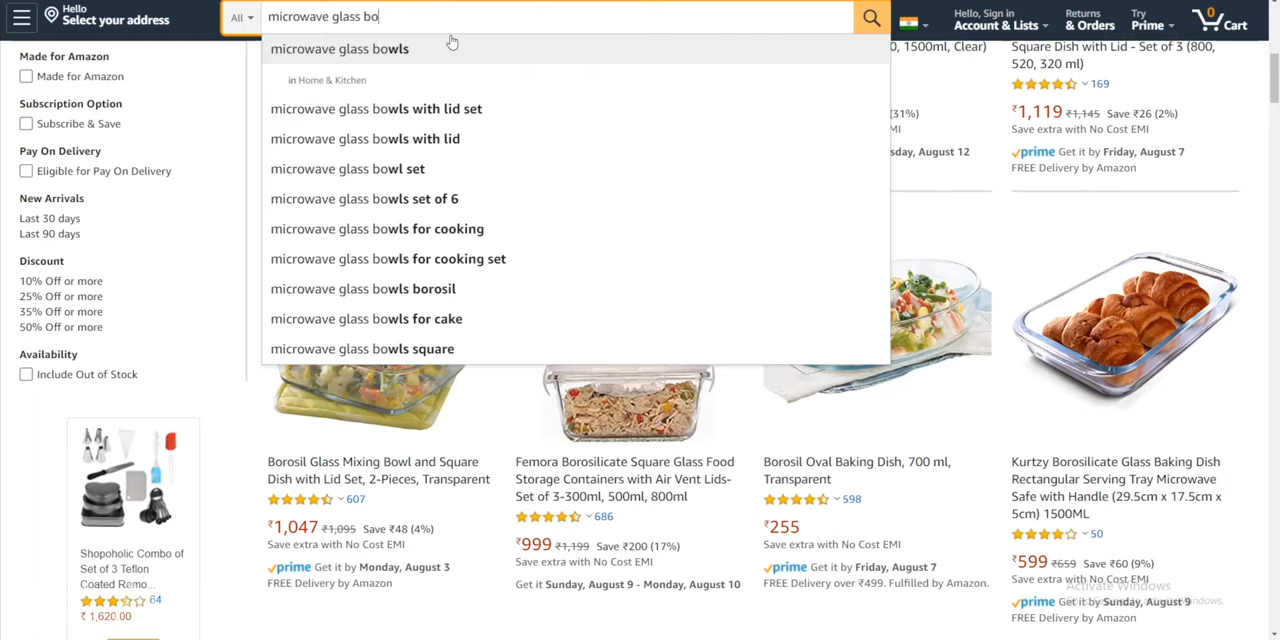 Hello
Select your address
All
microwave glass bo
Hello, Sign in
Account & Lists
Returns
& Orders
Try
Prime
0
Cart
microwave glass bowls
in Home & Kitchen
microwave glass bowls with lid set
microwave glass bowls with lid
microwave glass bowl set
microwave glass bowls set of 6
microwave glass bowls for cooking
microwave glass bowls for cooking set
microwave glass bowls borosil
microwave glass bowls for cake
microwave glass bowls square
Made for Amazon
Made for Amazon
Subscription Option
Subscribe & Save
Pay On Delivery
Eligible for Pay On Delivery
New Arrivals
Last 30 days
Last 90 days
Discount
10% Off or more
25% Off or more
35% Off or more
50% Off or more
Availability
Include Out of Stock
Shopoholic Combo of
Set of 3 Teflon
Coated Remo...
64
₹ 1,620.00
0, 1500ml, Clear)
(31%)
MI
sday, August 12
Square Dish with Lid - Set of 3 (800,
520, 320 ml)
169
₹1,119 ₹1,145 Save ₹26 (2%)
Save extra with No Cost EMI
prime Get it by Friday, August 7
FREE Delivery by Amazon
Borosil Glass Mixing Bowl and Square
Dish with Lid Set, 2-Pieces, Transparent
607
₹1,047 ₹1,095 Save ₹48 (4%)
Save extra with No Cost EMI
prime Get it by Monday, August 3
FREE Delivery by Amazon
Femora Borosilicate Square Glass Food
Storage Containers with Air Vent Lids-
Set of 3-300ml, 500ml, 800ml
686
₹999 ₹1,199 Save ₹200 (17%)
Save extra with No Cost EMI
Get it Sunday, August 9 - Monday, August 10
Borosil Oval Baking Dish, 700 ml,
Transparent
598
₹255
Save extra with No Cost EMI
prime Get it by Friday, August 7
FREE Delivery over ₹499. Fulfilled by Amazon.
Kurtzy Borosilicate Glass Baking Dish
Rectangular Serving Tray Microwave
Safe with Handle (29.5cm x 17.5cm x
5cm) 1500ML
50
₹599 ₹659 Save ₹60 (9%)
Save extra with No Cost EMI
Activate Windows
prime Get it by Sunday, August 9
FREE Delivery by Amazon